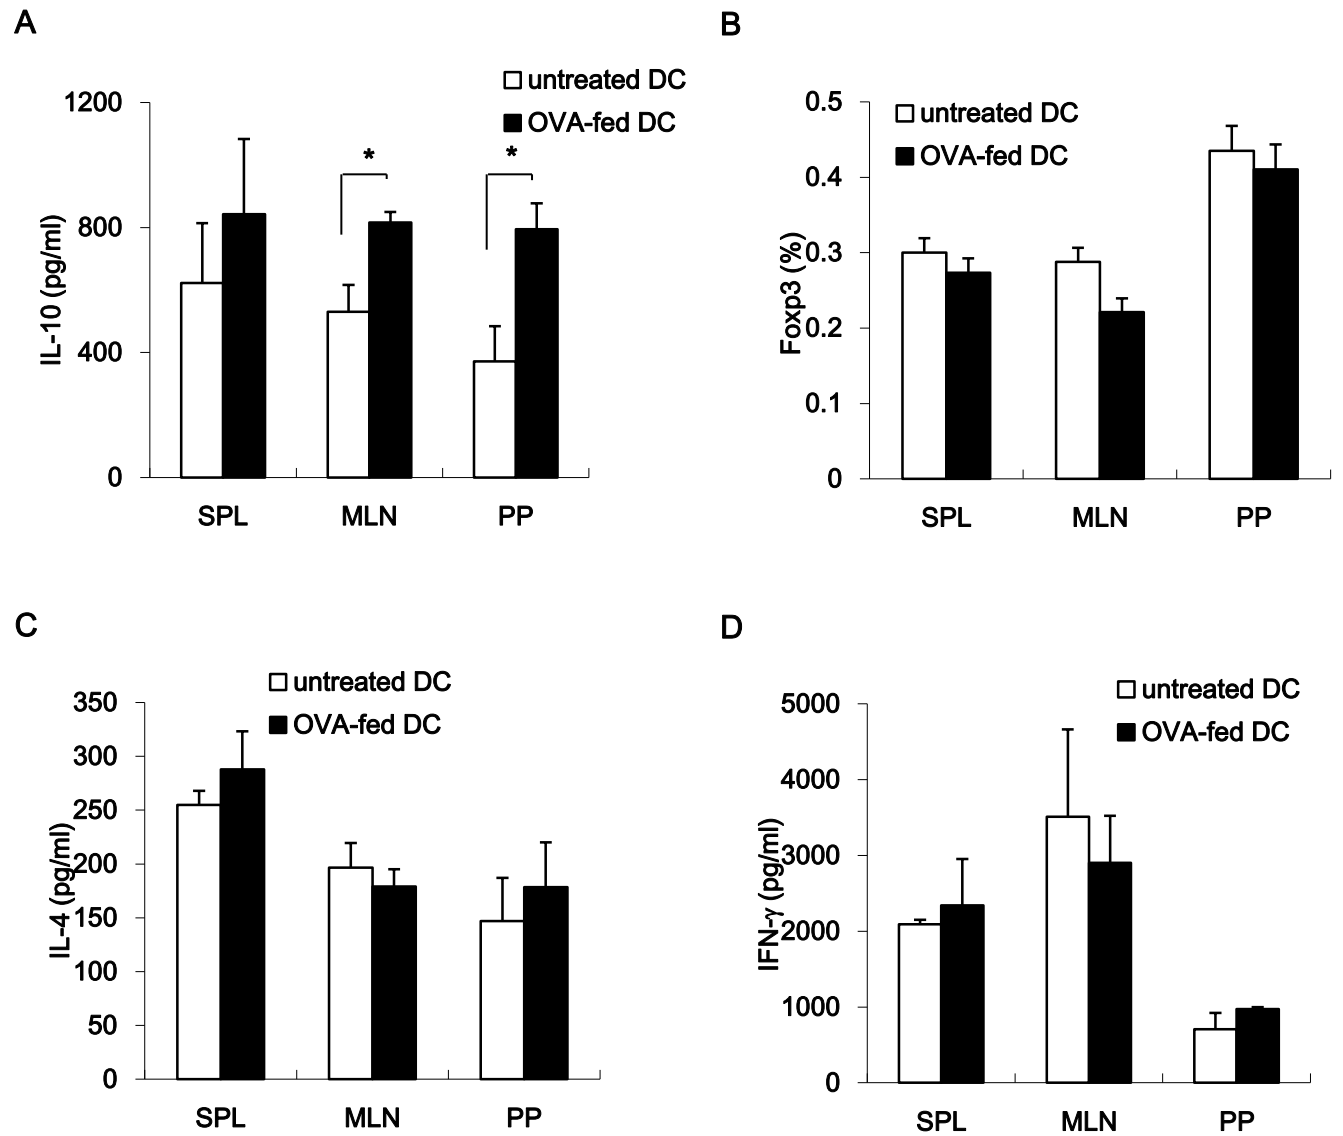 A
untreated DC
OVA-fed DC
1200
800
400
0
IL-10 (pg/ml)
*
*
SPL MLN PP
B
untreated DC
OVA-fed DC
0.5
0.4
0.3
0.2
0.1
0
Foxp3 (%)
SPL MLN PP
C
untreated DC
OVA-fed DC
350
300
250
200
150
100
50
0
IL-4 (pg/ml)
SPL MLN PP
D
untreated DC
OVA-fed DC
5000
4000
3000
2000
1000
0
IFN-γ (pg/ml)
SPL MLN PP